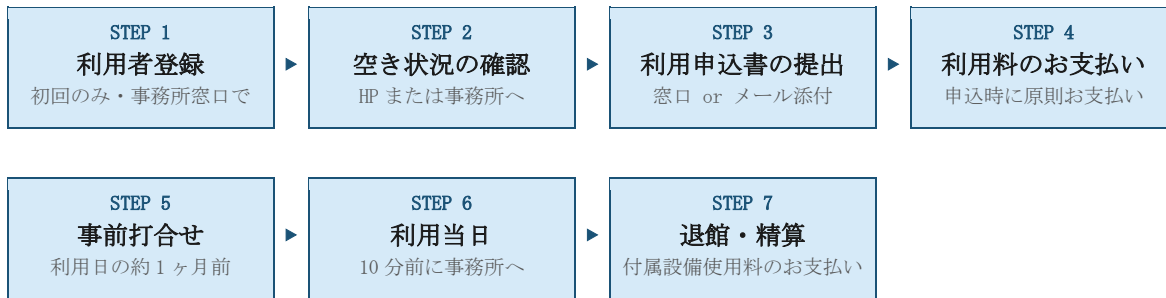 STEP 1
利用者登録
初回のみ・事務所窓口で
STEP 2
空き状況の確認
HP または事務所へ
STEP 3
利用申込書の提出
窓口 or メール添付
STEP 4
利用料のお支払い
申込時に原則お支払い
STEP 5
事前打合せ
利用日の約1ヶ月前
STEP 6
利用当日
10分前に事務所へ
STEP 7
退館・精算
付属設備使用料のお支払い